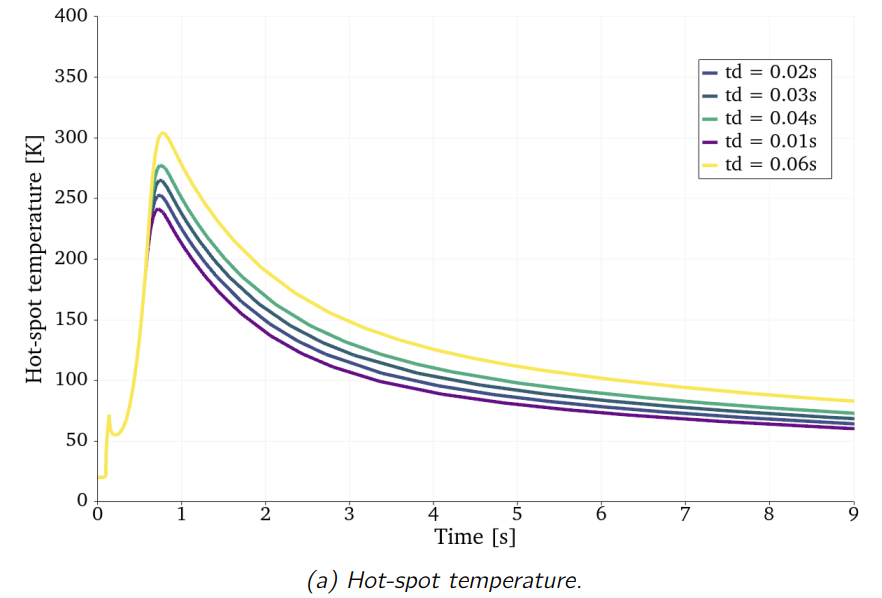 400
350
300
250
200
150
100
50
0
Hot-spot temperature [K]
td = 0.02s
td = 0.03s
td = 0.04s
td = 0.01s
td = 0.06s
0 1 2 3 4 5 6 7 8 9
Time [s]
(a) Hot-spot temperature.